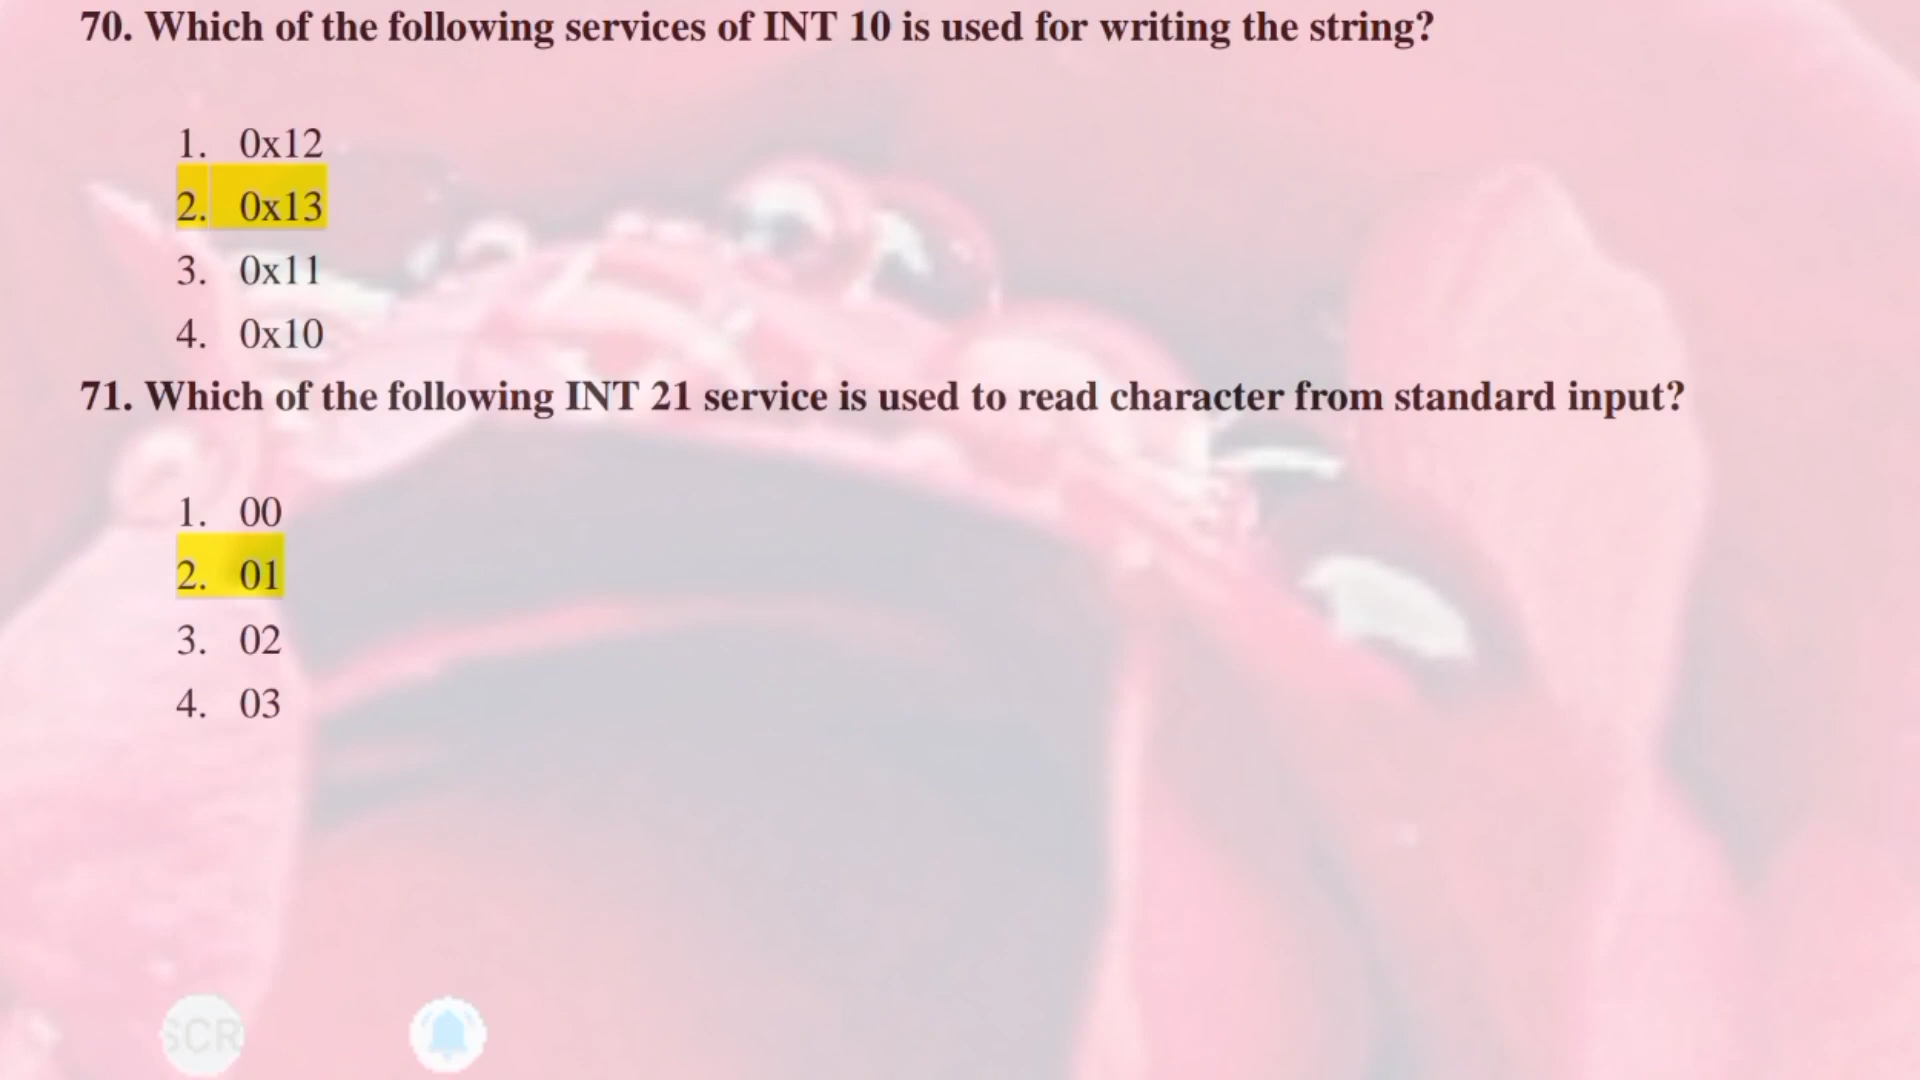 70. Which of the following services of INT 10 is used for writing the string?
1. 0x12
2. 0x13
3. 0x11
4. 0x10
71. Which of the following INT 21 service is used to read character from standard input?
1. 00
2. 01
3. 02
4. 03
SCR